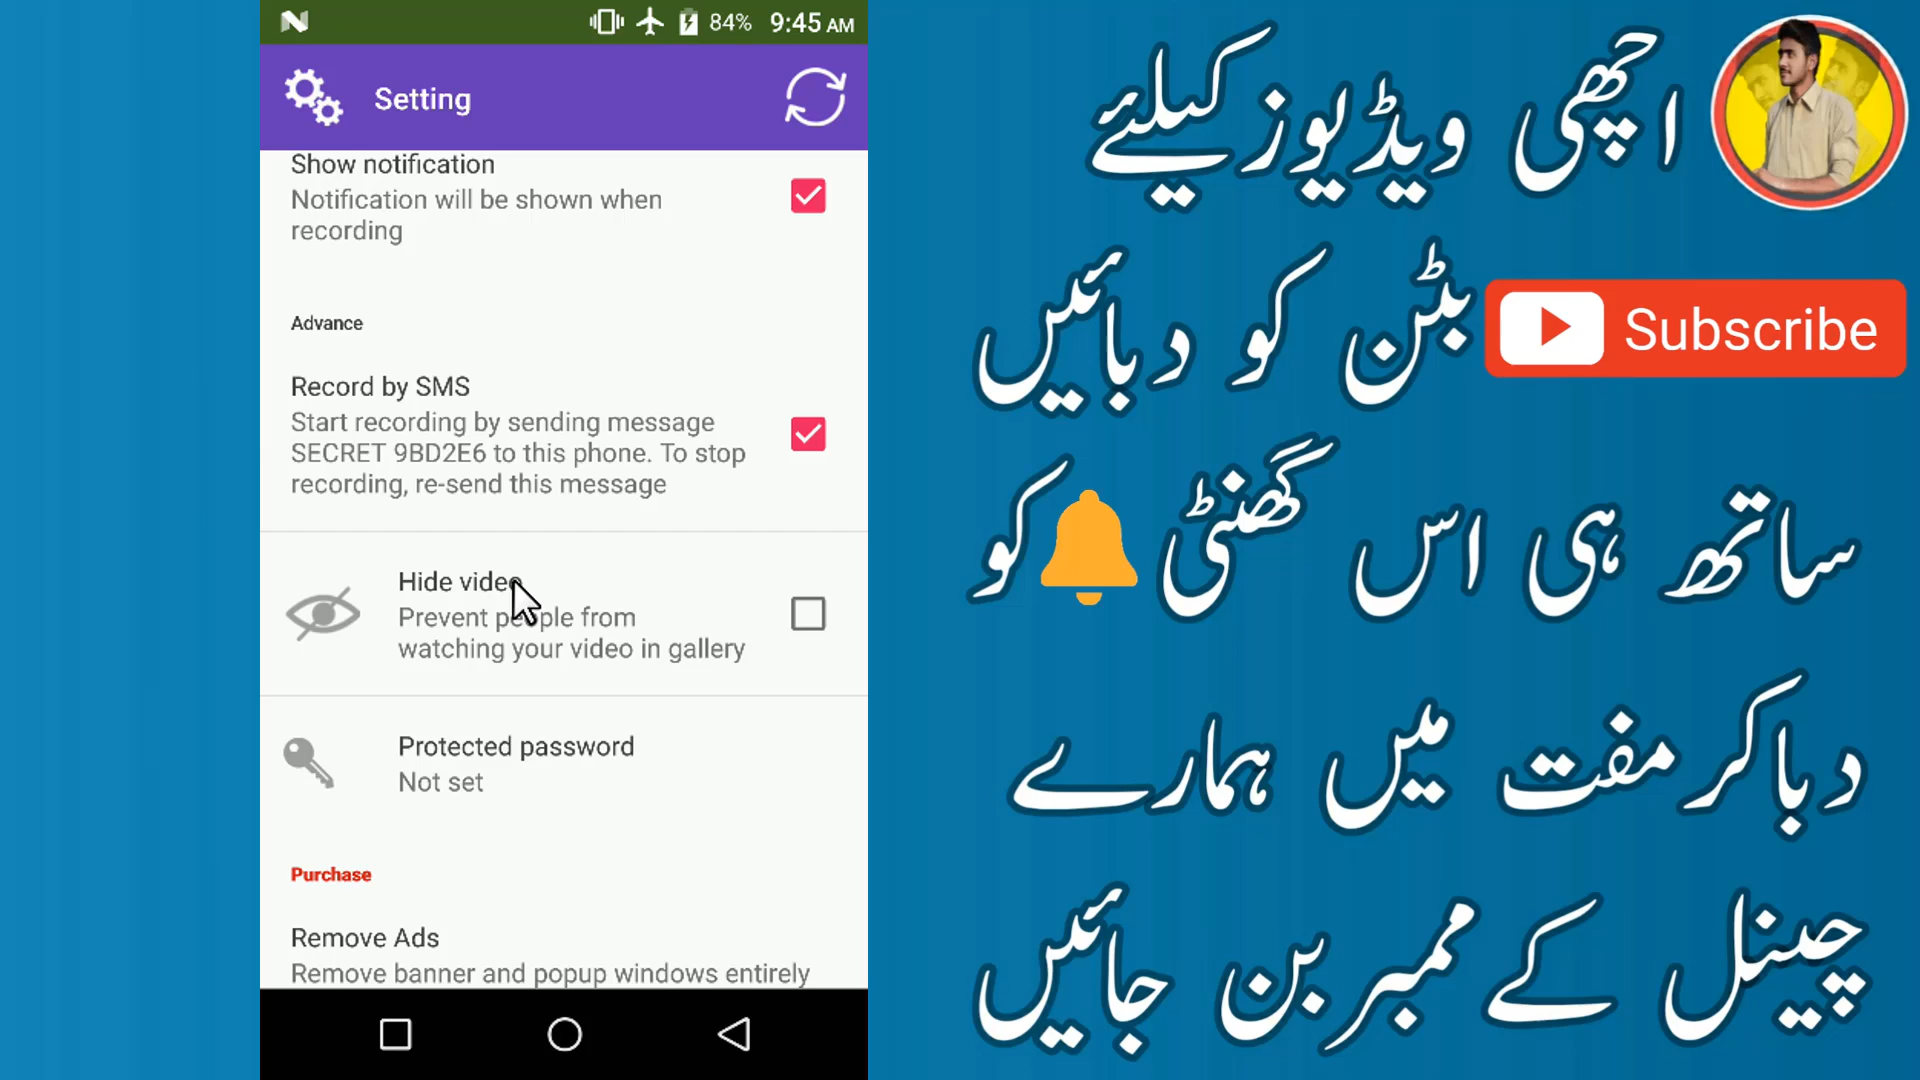 84% 9:45 AM
Setting
Show notification
Notification will be shown when
recording
Advance
Record by SMS
Start recording by sending message
SECRET 9BD2E6 to this phone. To stop
recording, re-send this message
Hide video
Prevent people from
watching your video in gallery
Protected password
Not set
Purchase
Remove Ads
Remove banner and popup windows entirely
اچھی ویڈیوز کیلئے
Subscribe بٹن کو دبائیں
ساتھ ہی اس گھنٹی کو
دبا کر مفت میں ہمارے
چینل کے ممبر بن جائیں